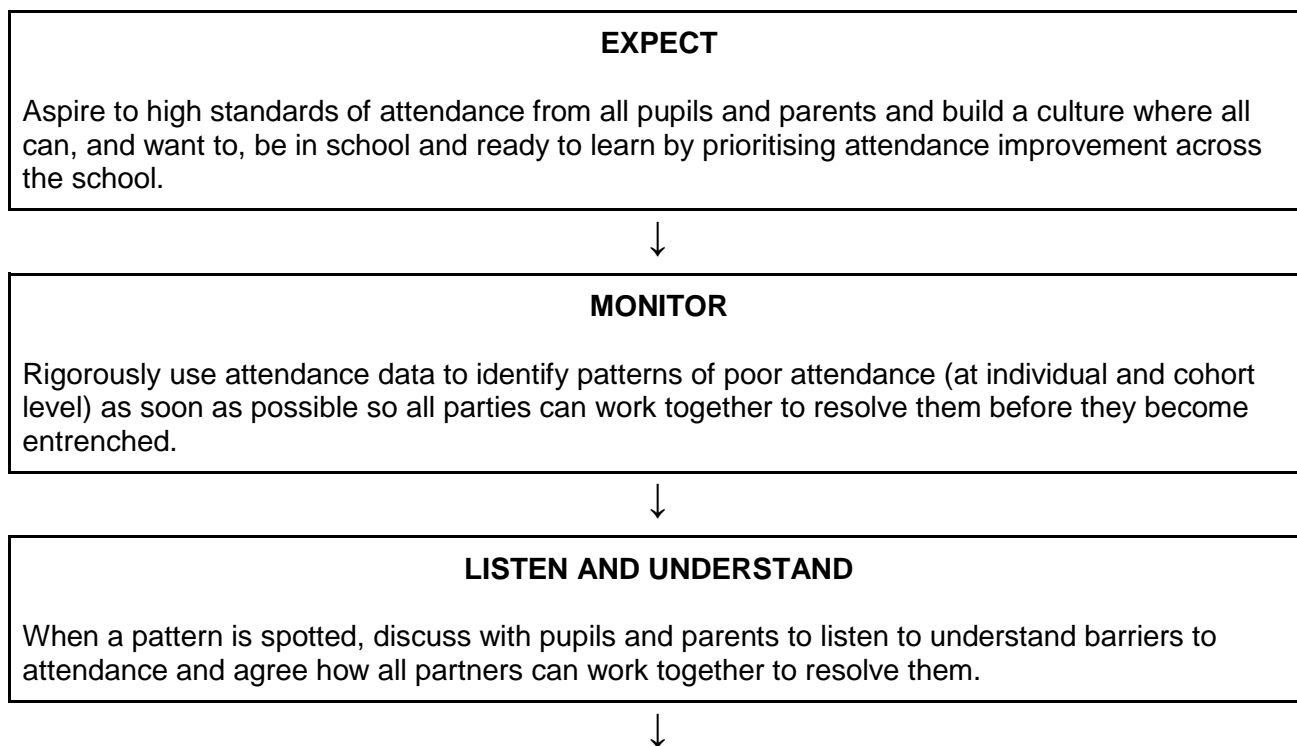 EXPECT
Aspire to high standards of attendance from all pupils and parents and build a culture where all
can, and want to, be in school and ready to learn by prioritising attendance improvement across
the school.
↓
MONITOR
Rigorously use attendance data to identify patterns of poor attendance (at individual and cohort
level) as soon as possible so all parties can work together to resolve them before they become
entrenched.
↓
LISTEN AND UNDERSTAND
When a pattern is spotted, discuss with pupils and parents to listen to understand barriers to
attendance and agree how all partners can work together to resolve them.
↓